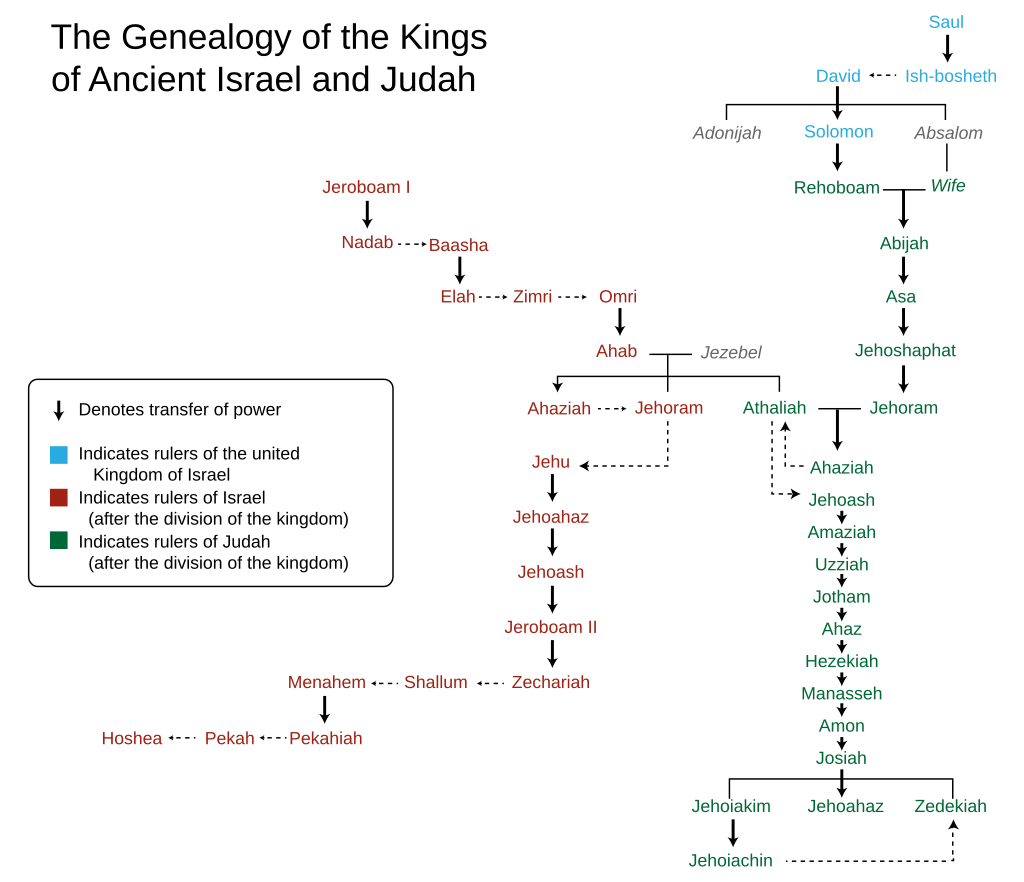 The Genealogy of the Kings
of Ancient Israel and Judah
Saul
David
Ish-bosheth
Adonijah
Solomon
Absalom
Jeroboam I
Rehoboam
Wife
Nadab
Baasha
Abijah
Elah
Zimri
Omri
Asa
Ahab
Jezebel
Jehoshaphat
Ahaziah
Jehoram
Athaliah
Jehoram
Denotes transfer of power
Indicates rulers of the united
Kingdom of Israel
Indicates rulers of Israel
(after the division of the kingdom)
Indicates rulers of Judah
(after the division of the kingdom)
Jehu
Ahaziah
Jehoash
Jehoahaz
Amaziah
Uzziah
Jehoash
Jotham
Jeroboam II
Ahaz
Hezekiah
Menahem
Shallum
Zechariah
Manasseh
Amon
Hoshea
Pekah
Pekahiah
Josiah
Jehoiakim
Jehoahaz
Zedekiah
Jehoiachin